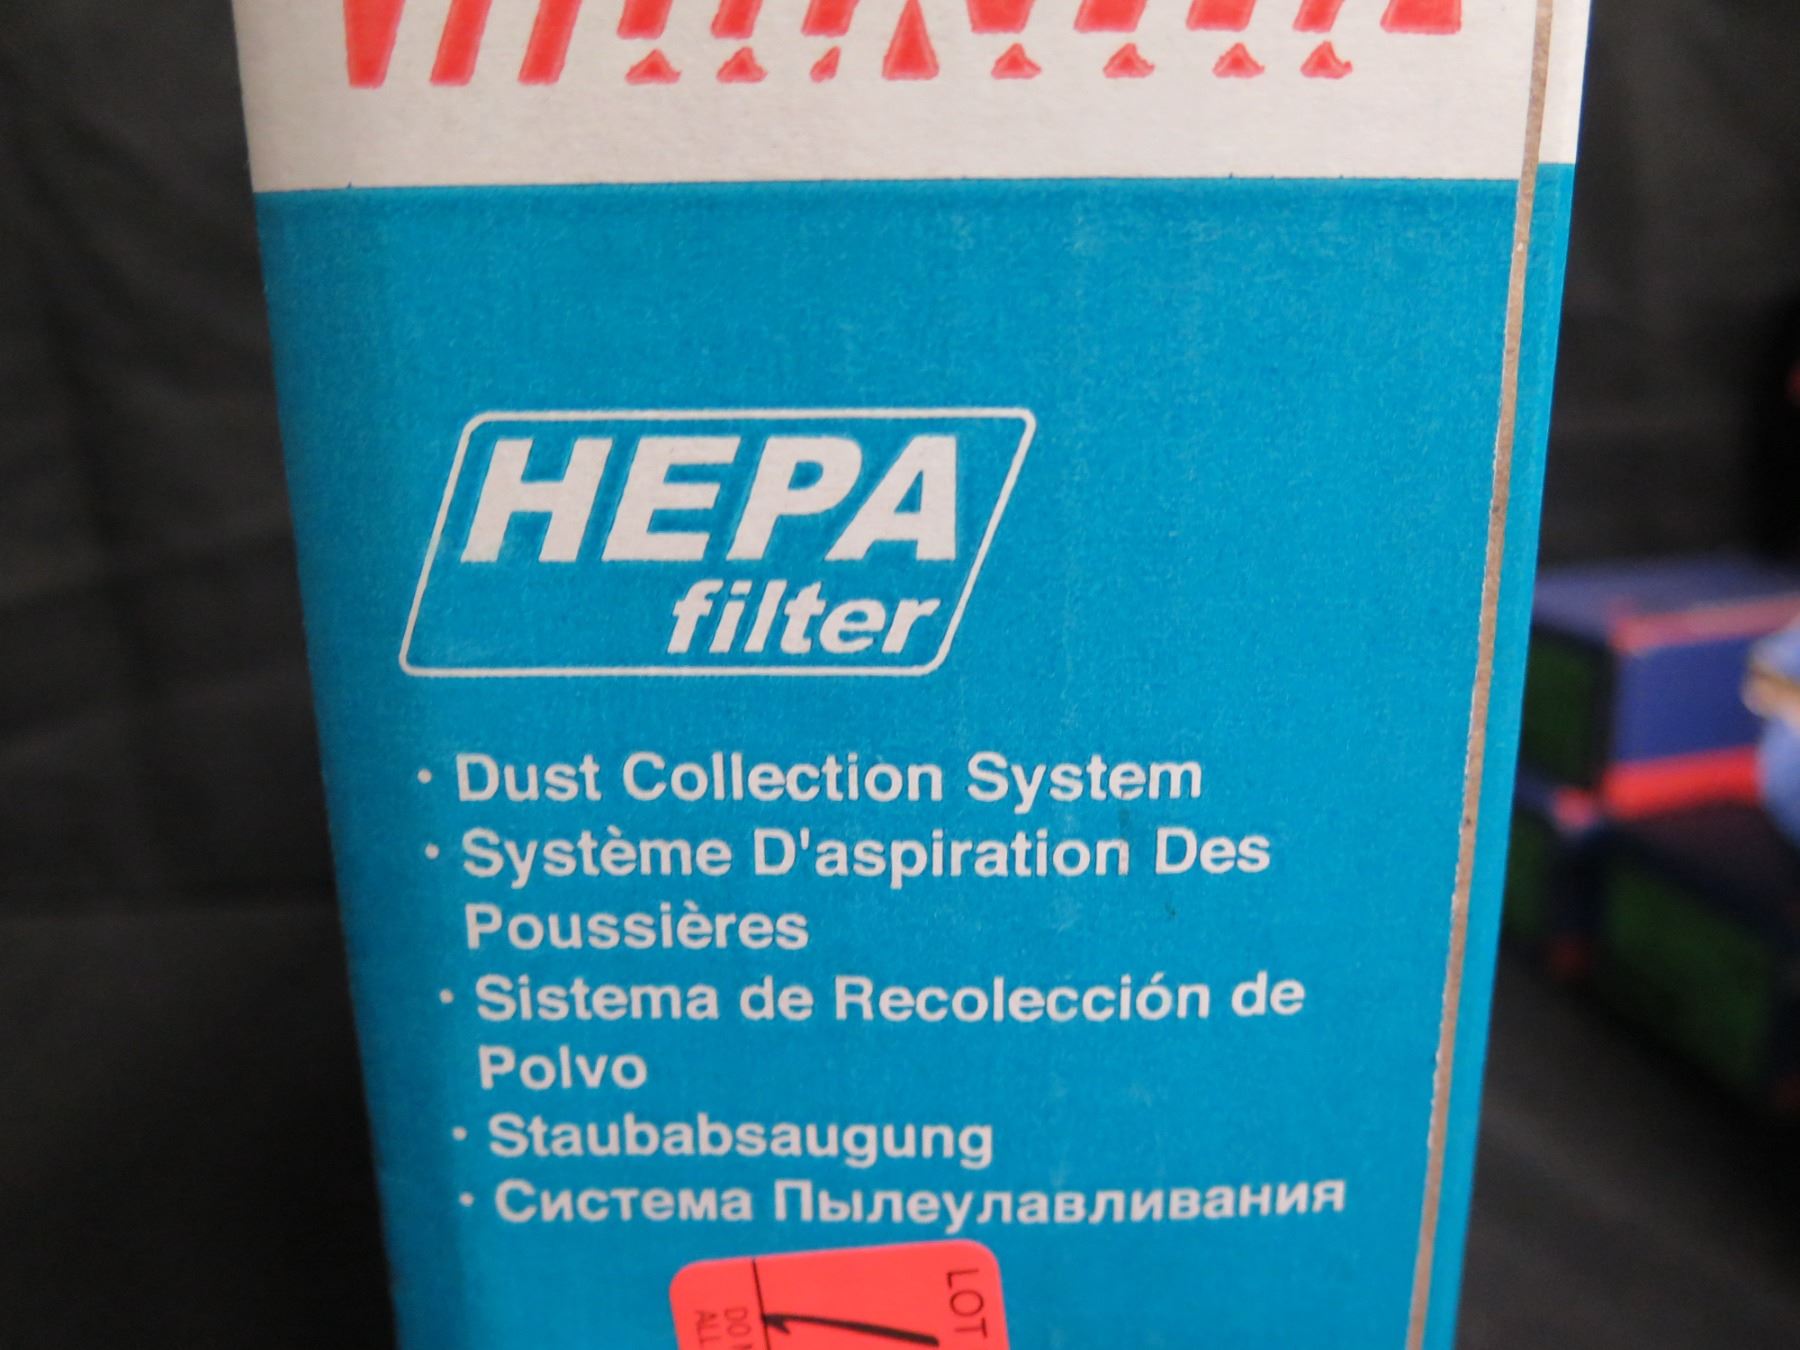 HEPA
filter
· Dust Collection System
· Système D'aspiration Des
Poussières
· Sistema de Recolección de
Polvo
· Staubabsaugung
· Система Пылеулавливания
LOT